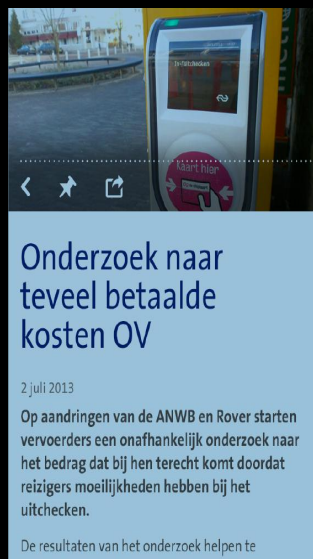 in/uitchecken
metro
kaart hier
Onderzoek naar
teveel betaalde
kosten OV
2 juli 2013
Op aandringen van de ANWB en Rover starten
vervoerders een onafhankelijk onderzoek naar
het bedrag dat bij hen terecht komt doordat
reizigers moeilijkheden hebben bij het
uitchecken.
De resultaten van het onderzoek helpen te